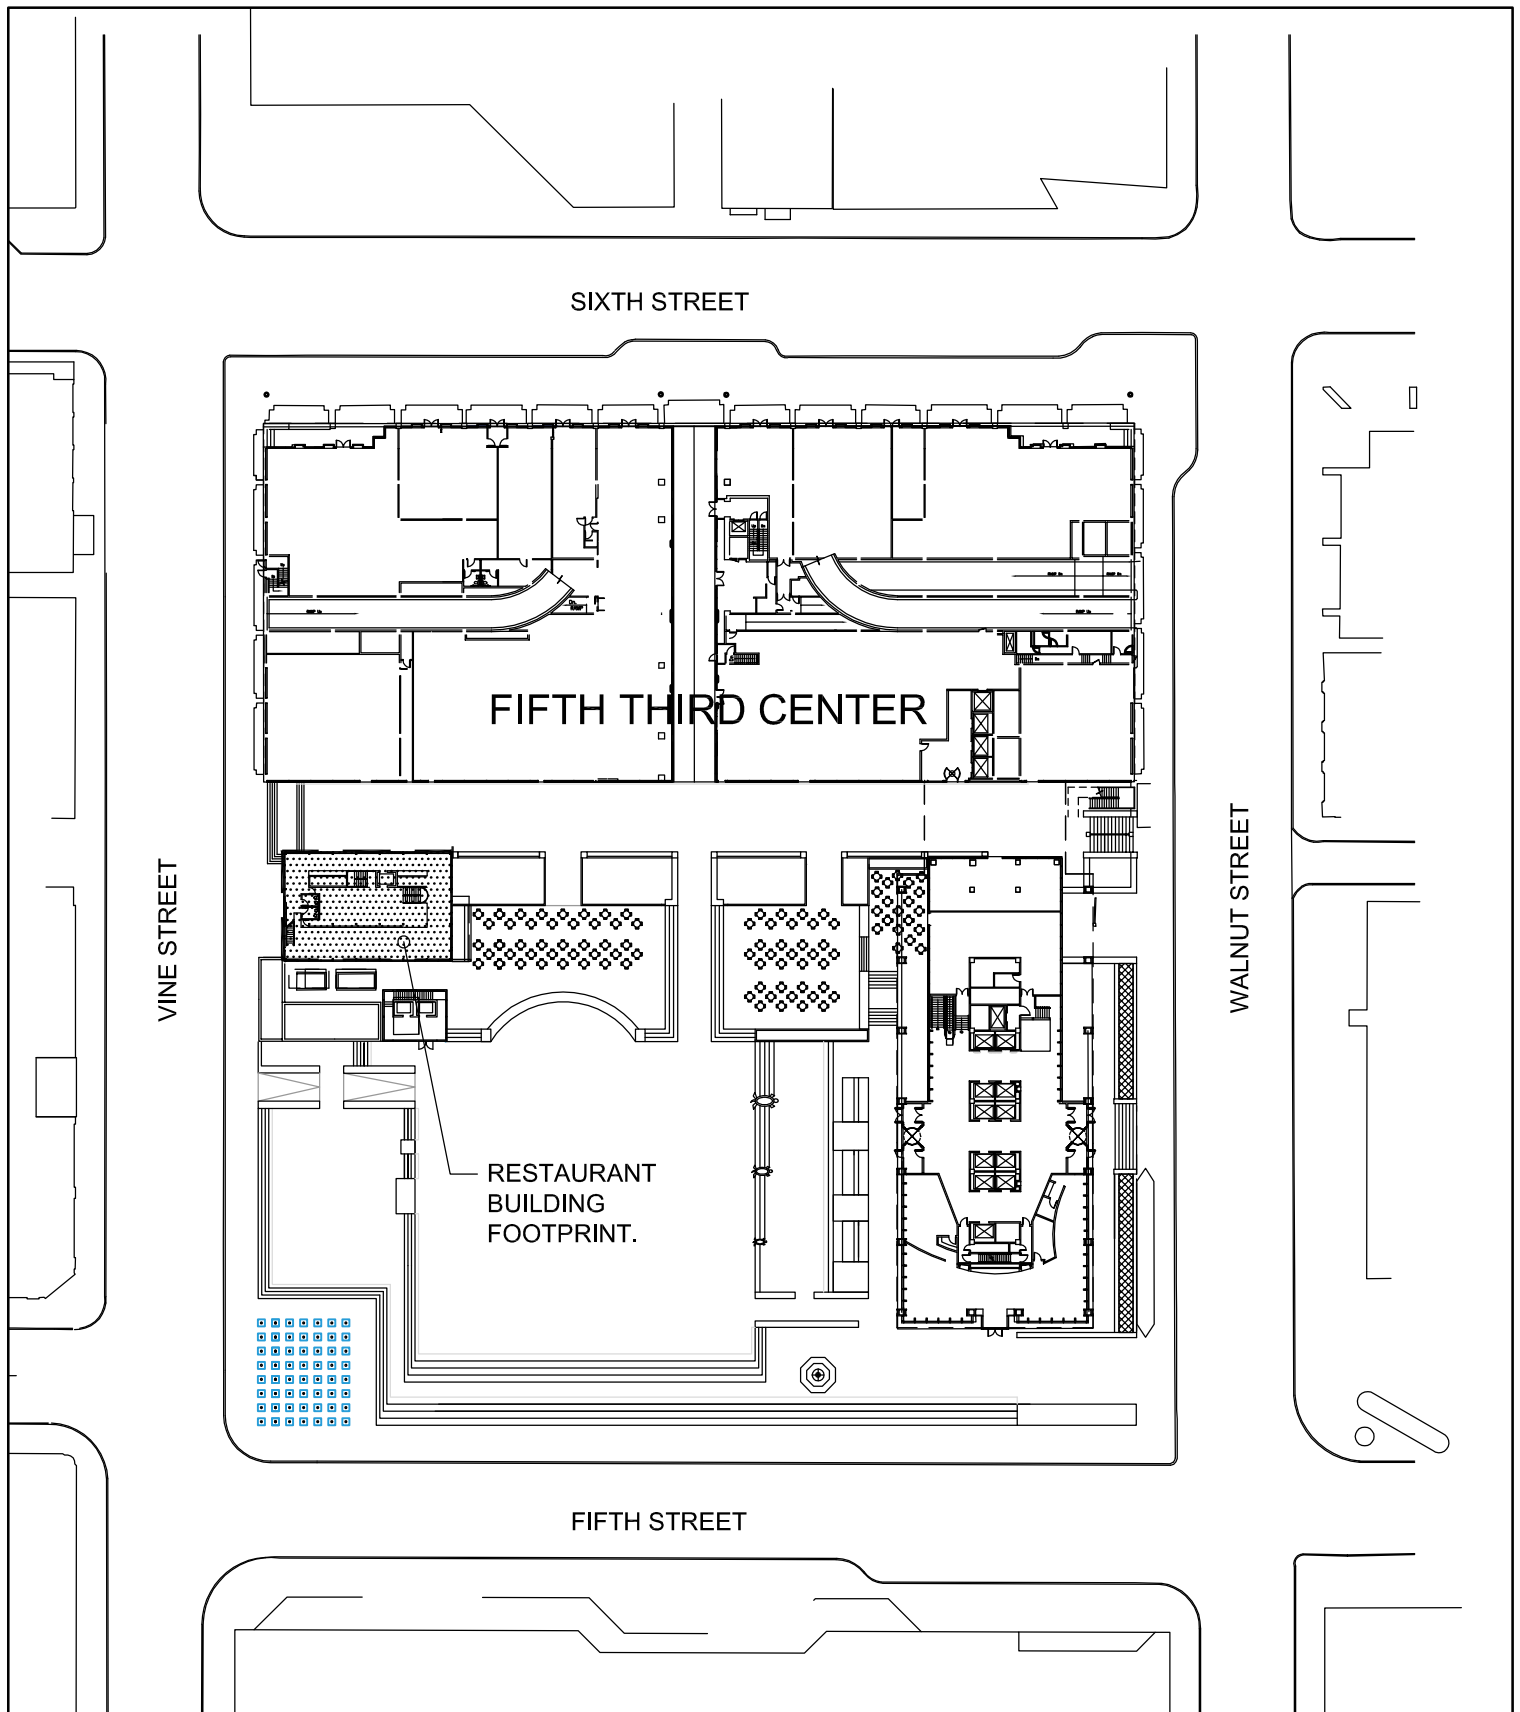 SIXTH STREET
FIFTH THIRD CENTER
VINE STREET
WALNUT STREET
RESTAURANT
BUILDING
FOOTPRINT.
FIFTH STREET